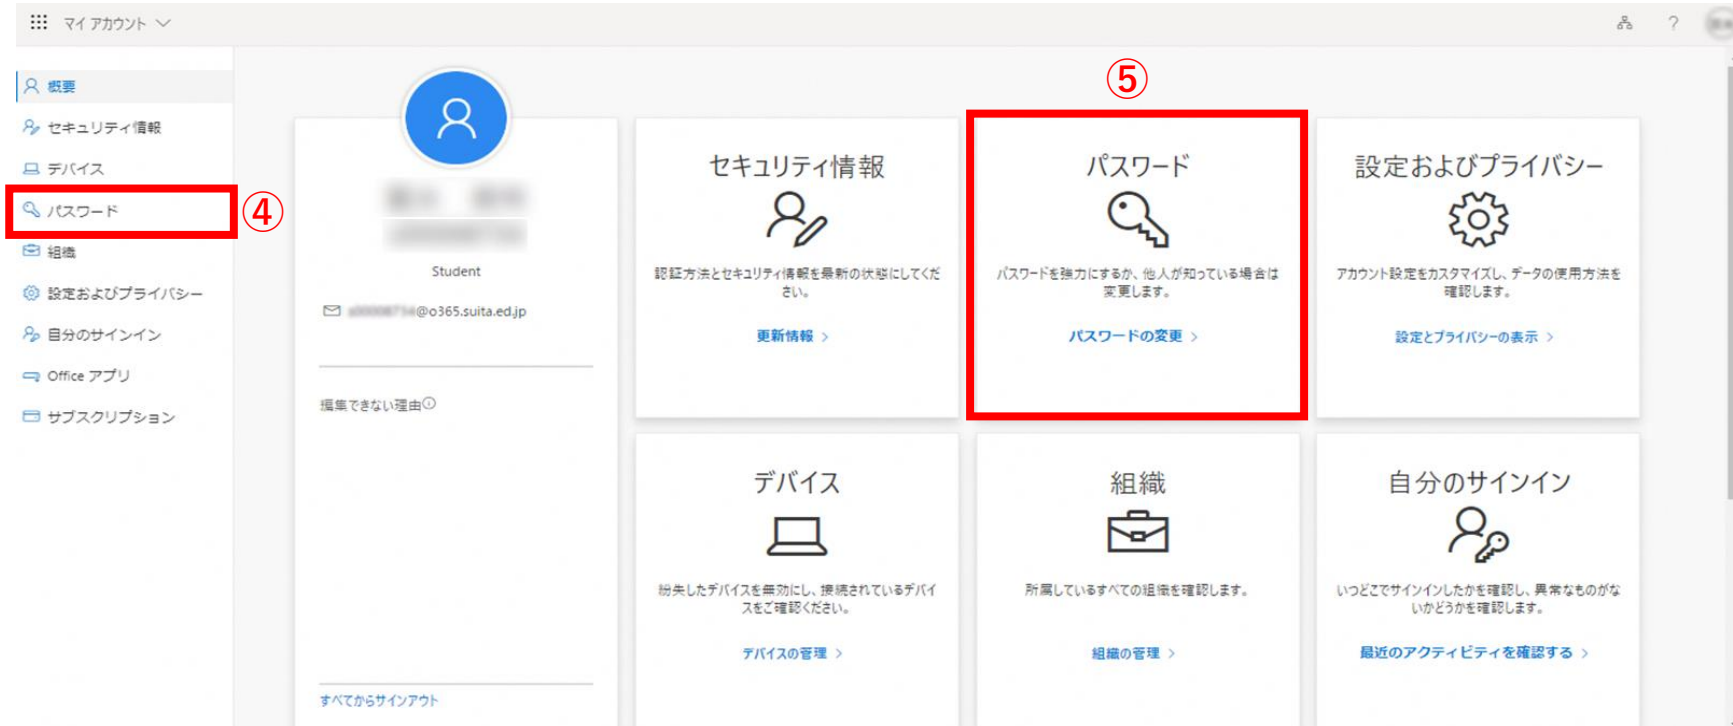 マイ アカウント
?
概要
セキュリティ情報
デバイス
パスワード
④
組織
設定およびプライバシー
自分のサインイン
Office アプリ
サブスクリプション
Student
@o365.suita.ed.jp
編集できない理由
すべてからサインアウト
セキュリティ情報
認証方法とセキュリティ情報を最新の状態にしてくだ
さい。
更新情報
⑤
パスワード
パスワードを強力にするか、他人が知っている場合は
変更します。
パスワードの変更
設定およびプライバシー
アカウント設定をカスタマイズし、データの使用方法を
確認します。
設定とプライバシーの表示
デバイス
紛失したデバイスを無効にし、接続されているデバイ
スをご確認ください。
デバイスの管理
組織
所属しているすべての組織を確認します。
組織の管理
自分のサインイン
いつどこでサインインしたかを確認し、異常なものがな
いかどうかを確認します。
最近のアクティビティを確認する